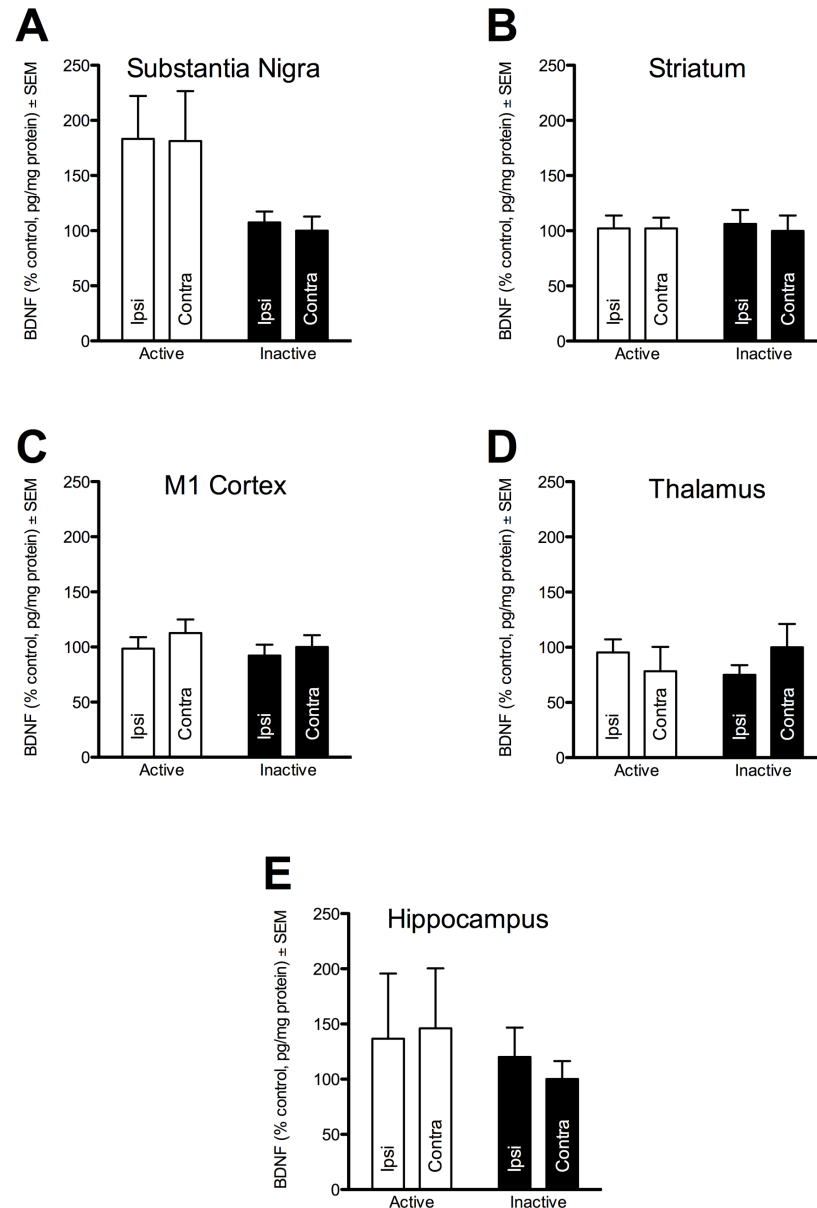 A
Substantia Nigra
BDNF (% control, pg/mg protein) ± SEM
250
200
150
100
50
0
Ipsi
Contra
Ipsi
Contra
Active
Inactive
B
Striatum
BDNF (% control, pg/mg protein) ± SEM
250
200
150
100
50
0
Ipsi
Contra
Ipsi
Contra
Active
Inactive
C
M1 Cortex
BDNF (% control, pg/mg protein) ± SEM
250
200
150
100
50
0
Ipsi
Contra
Ipsi
Contra
Active
Inactive
D
Thalamus
BDNF (% control, pg/mg protein) ± SEM
250
200
150
100
50
0
Ipsi
Contra
Ipsi
Contra
Active
Inactive
E
Hippocampus
BDNF (% control, pg/mg protein) ± SEM
250
200
150
100
50
0
Ipsi
Contra
Ipsi
Contra
Active
Inactive